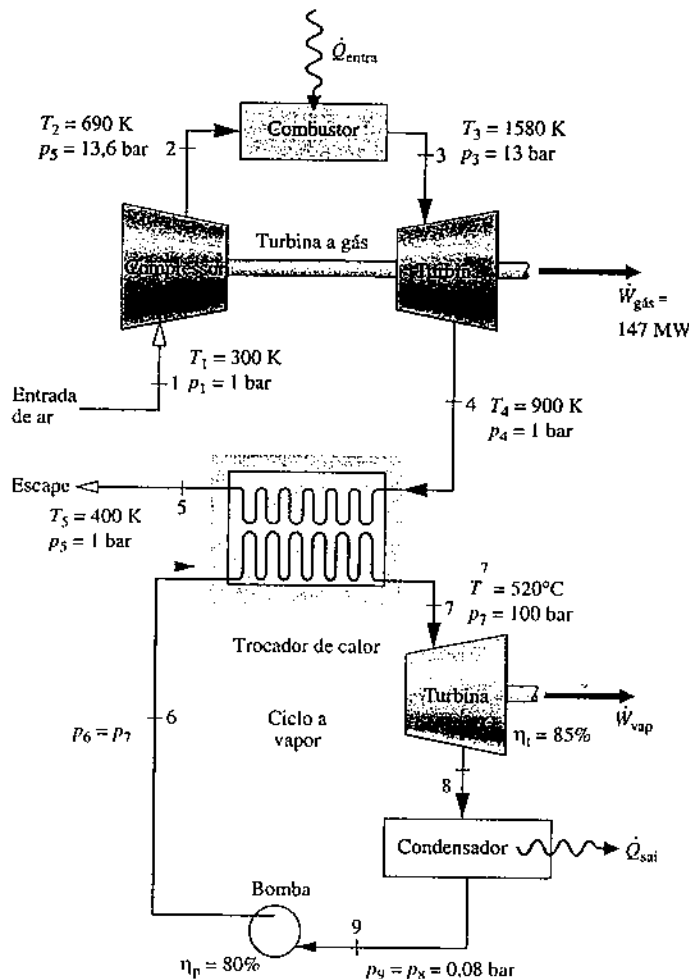 Q̇entra
T₂ = 690 K
p₅ = 13,6 bar
2
Combustor
3
T₃ = 1580 K
p₃ = 13 bar
Compressor
Turbina a gás
Turbina
Ẇgás =
147 MW
Entrada
de ar
1
T₁ = 300 K
p₁ = 1 bar
4
T₄ = 900 K
p₄ = 1 bar
Escape
5
T₅ = 400 K
p₅ = 1 bar
7
T = 520°C
p₇ = 100 bar
7
Trocador de calor
Turbina
Ẇvap
ηt = 85%
6
p₆ = p₇
Ciclo a
vapor
8
Condensador
Q̇sai
Bomba
9
ηp = 80%
p₉ = p₈ = 0.08 bar